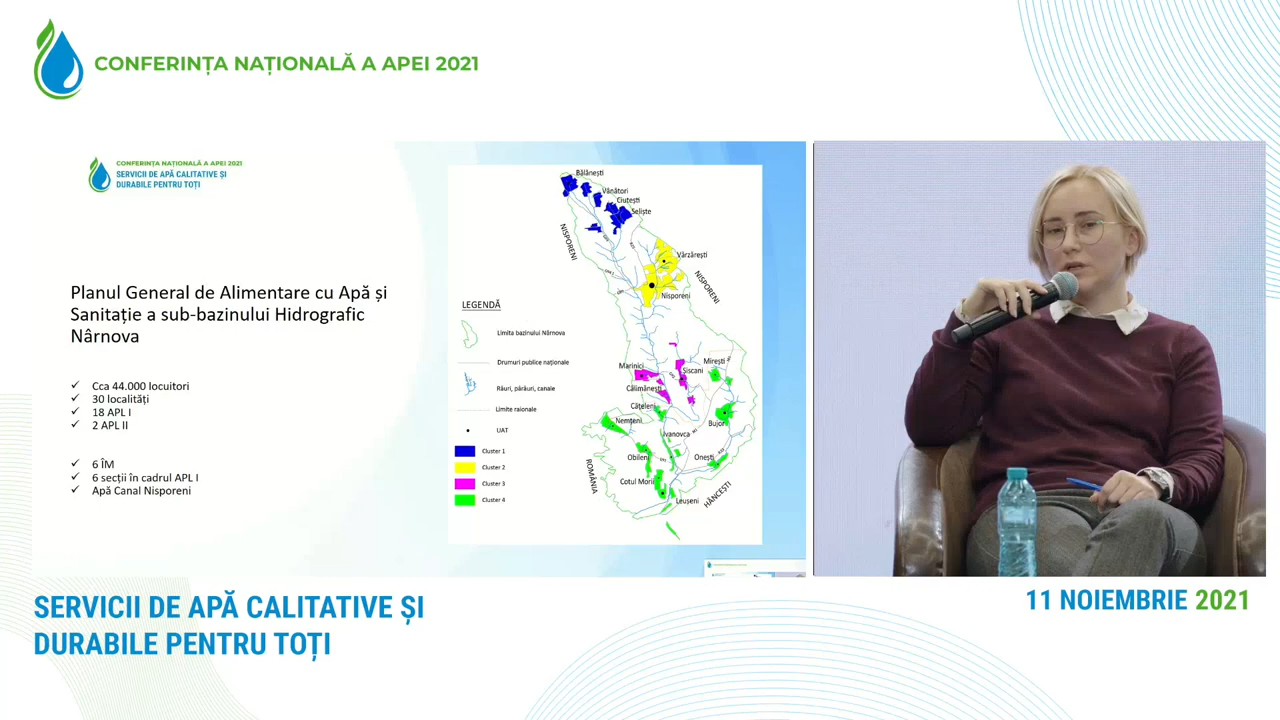 CONFERINȚA NAȚIONALĂ A APEI 2021
CONFERINȚA NAȚIONALĂ A APEI 2021
SERVICII DE APĂ CALITATIVE ȘI
DURABILE PENTRU TOȚI
Planul General de Alimentare cu Apă și
Sanitație a sub-bazinului Hidrografic
Nârnova
✓ Cca 44.000 locuitori
✓ 30 localități
✓ 18 APL I
✓ 2 APL II
✓ 6 ÎM
✓ 6 secții în cadrul APL I
✓ Apă Canal Nisporeni
Bălănești
Vânători
Ciutești
Seliște
NISPORENI
Vărzărești
NISPORENI
Nisporeni
LEGENDĂ
Limita bazinului Nârnova
Drumuri publice naționale
Râuri, pârâuri, canale
Limite raionale
UAT
Cluster 1
Cluster 2
Cluster 3
Cluster 4
Marinici
Siscani
Mirești
Călimănești
Cățeleni
Nemțeni
Bujor
Ivanovca
Obileni
Onești
ROMÂNIA
Cotul Morii
HÂNCEȘTI
Leușeni
SERVICII DE APĂ CALITATIVE ȘI
DURABILE PENTRU TOȚI
11 NOIEMBRIE 2021